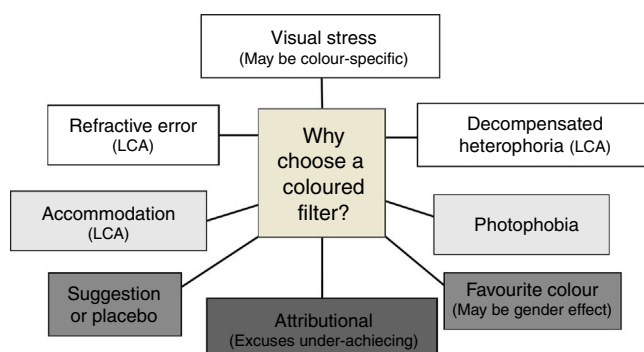 Visual stress
(May be colour-specific)
Refractive error
(LCA)
Why
choose a
coloured
filter?
Decompensated
heterophoria (LCA)
Accommodation
(LCA)
Photophobia
Suggestion
or placebo
Attributional
(Excuses under-achiecing)
Favourite colour
(May be gender effect)